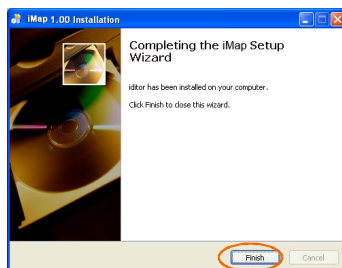 iMap 1.00 Installation
Completing the iMap Setup
Wizard
iditor has been installed on your computer.
Click Finish to close this wizard.
Finish
Cancel